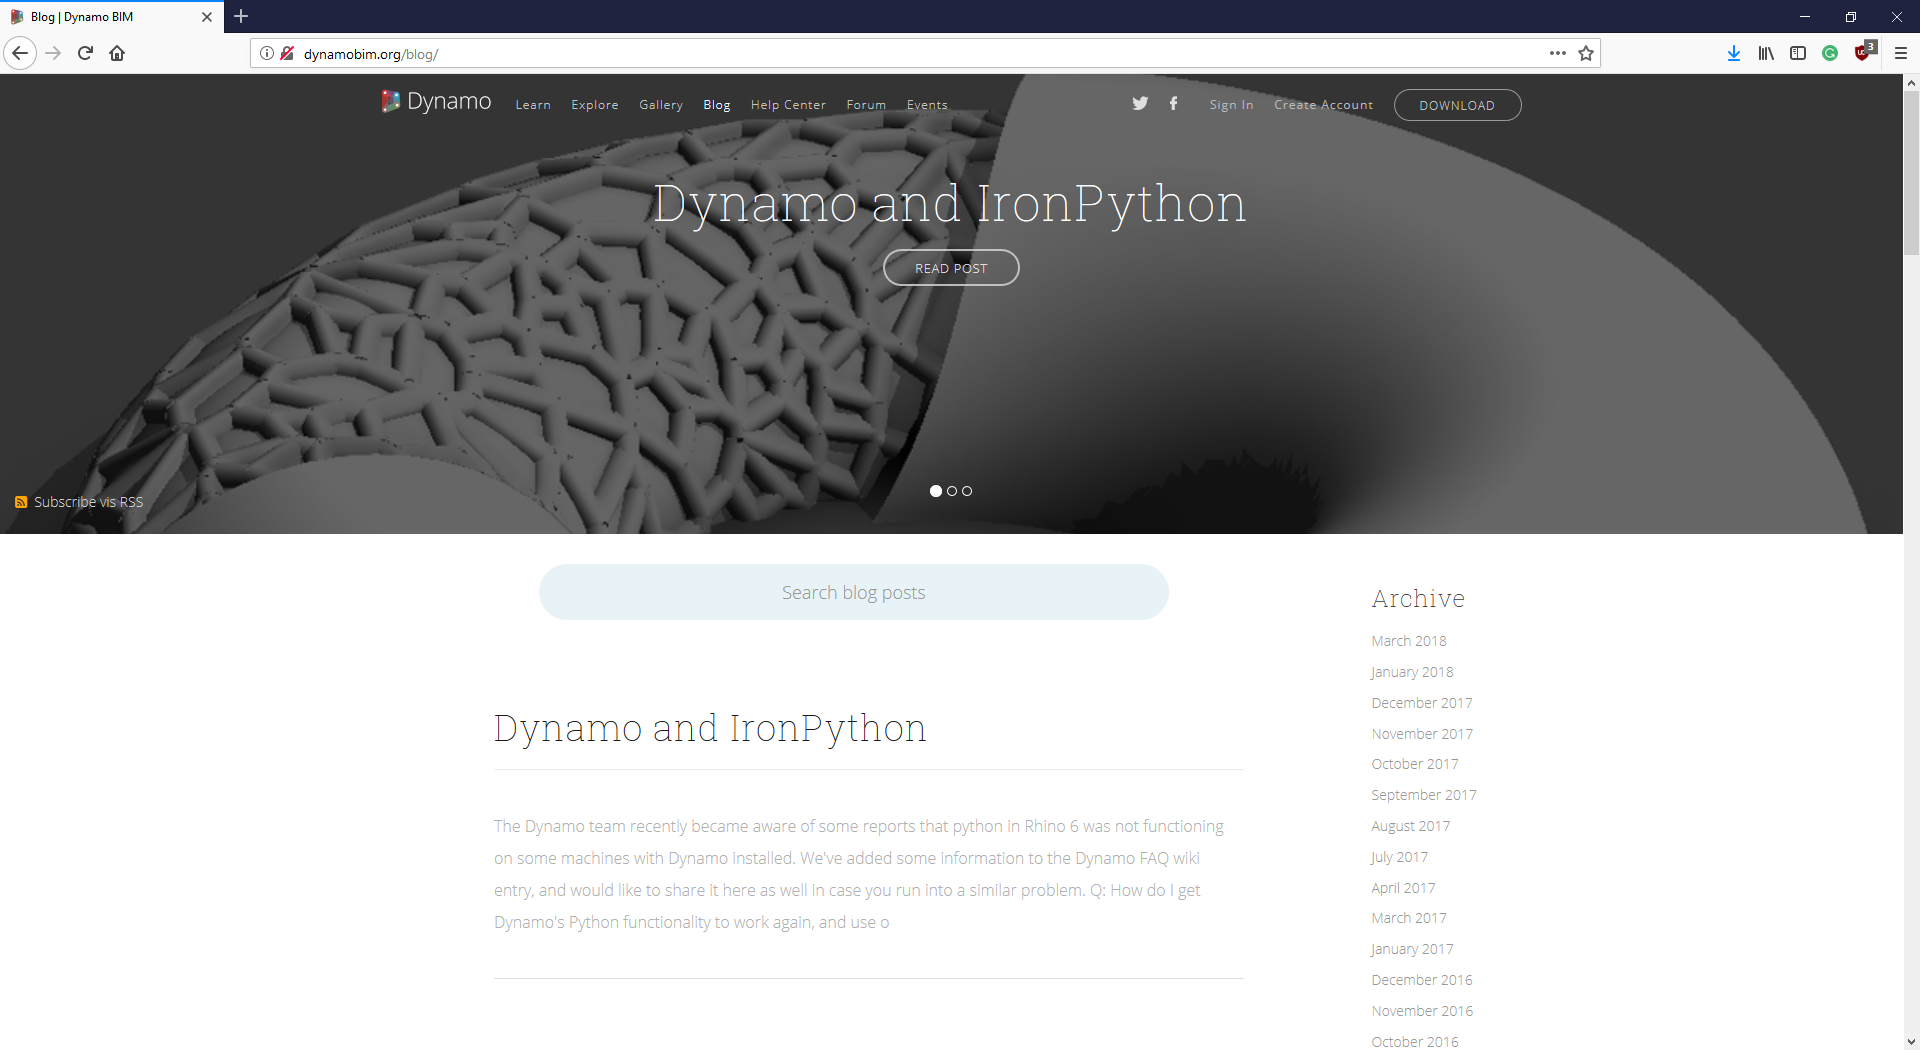 Blog | Dynamo BIM
dynamobim.org/blog/
3
Dynamo
Learn
Explore
Gallery
Blog
Help Center
Forum
Events
Sign In
Create Account
DOWNLOAD
Dynamo and IronPython
READ POST
Subscribe vis RSS
Search blog posts
Dynamo and IronPython
The Dynamo team recently became aware of some reports that python in Rhino 6 was not functioning
on some machines with Dynamo installed. We've added some information to the Dynamo FAQ wiki
entry, and would like to share it here as well in case you run into a similar problem. Q: How do I get
Dynamo's Python functionality to work again, and use o
Archive
March 2018
January 2018
December 2017
November 2017
October 2017
September 2017
August 2017
July 2017
April 2017
March 2017
January 2017
December 2016
November 2016
October 2016